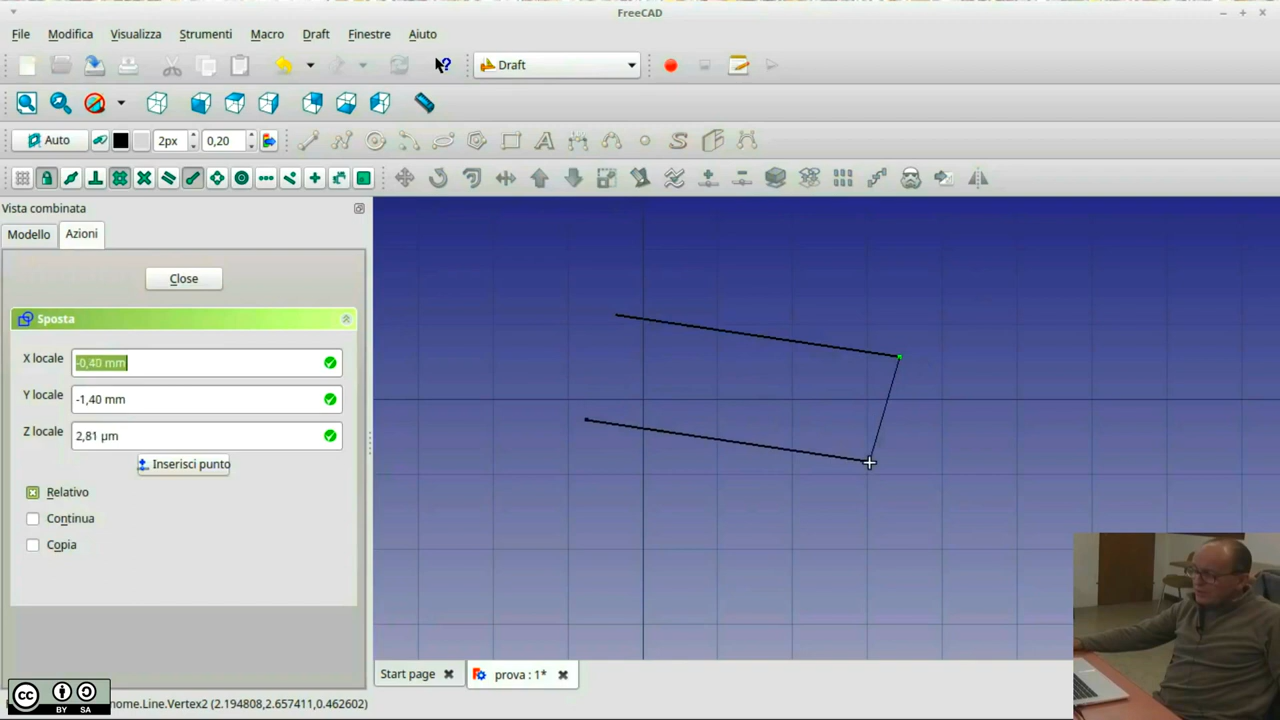 FreeCAD
File Modifica Visualizza Strumenti Macro Draft Finestre Aiuto
Draft
Auto 2px 0,20
Vista combinata
Modello Azioni
Close
Sposta
X locale -0,40 mm
Y locale -1,40 mm
Z locale 2,81 µm
Inserisci punto
Relativo
Continua
Copia
Start page prova : 1*
nome.Line.Vertex2 (2.194808,2.657411,0.462602)
CC BY SA